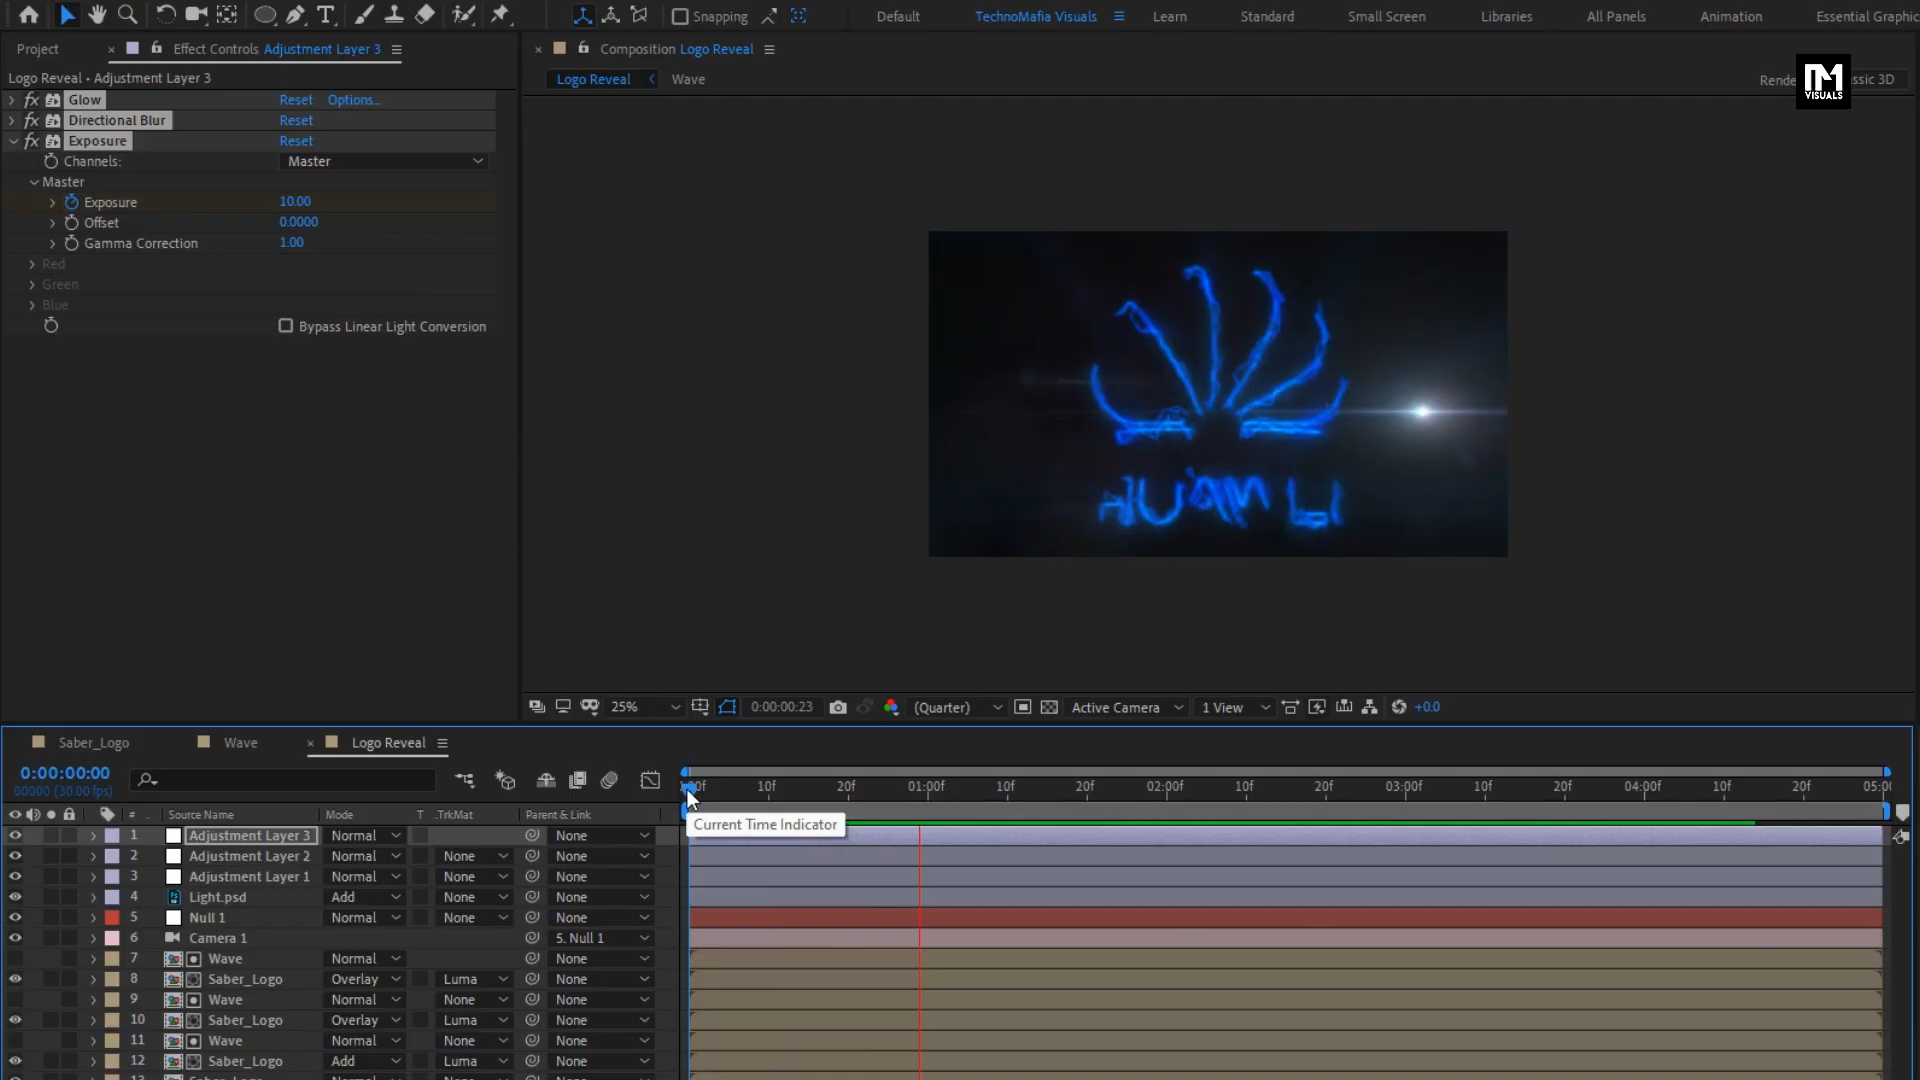 Snapping
Default
TechnoMafia Visuals
Learn
Standard
Small Screen
Libraries
All Panels
Animation
Essential Graphic
Project
Effect Controls Adjustment Layer 3
Composition Logo Reveal
Logo Reveal • Adjustment Layer 3
Logo Reveal
Wave
Rende
ssic 3D
VISUALS
fx Glow Reset Options...
fx Directional Blur Reset
fx Exposure Reset
Channels: Master
Master
Exposure 10.00
Offset 0.0000
Gamma Correction 1.00
Red
Green
Blue
Bypass Linear Light Conversion
25%
0:00:00:23
(Quarter)
Active Camera
1 View
+0.0
Saber_Logo
Wave
Logo Reveal
0:00:00:00
00000 (30.00 fps)
10f 20f 01:00f 10f 20f 02:00f 10f 20f 03:00f 10f 20f 04:00f 10f 20f 05:0
# Source Name Mode T .TrkMat Parent & Link
Current Time Indicator
1 Adjustment Layer 3 Normal None
2 Adjustment Layer 2 Normal None None
3 Adjustment Layer 1 Normal None None
4 Light.psd Add None None
5 Null 1 Normal None None
6 Camera 1 5. Null 1
7 Wave Normal None
8 Saber_Logo Overlay Luma None
9 Wave Normal None None
10 Saber_Logo Overlay Luma None
11 Wave Normal None None
12 Saber_Logo Add Luma None